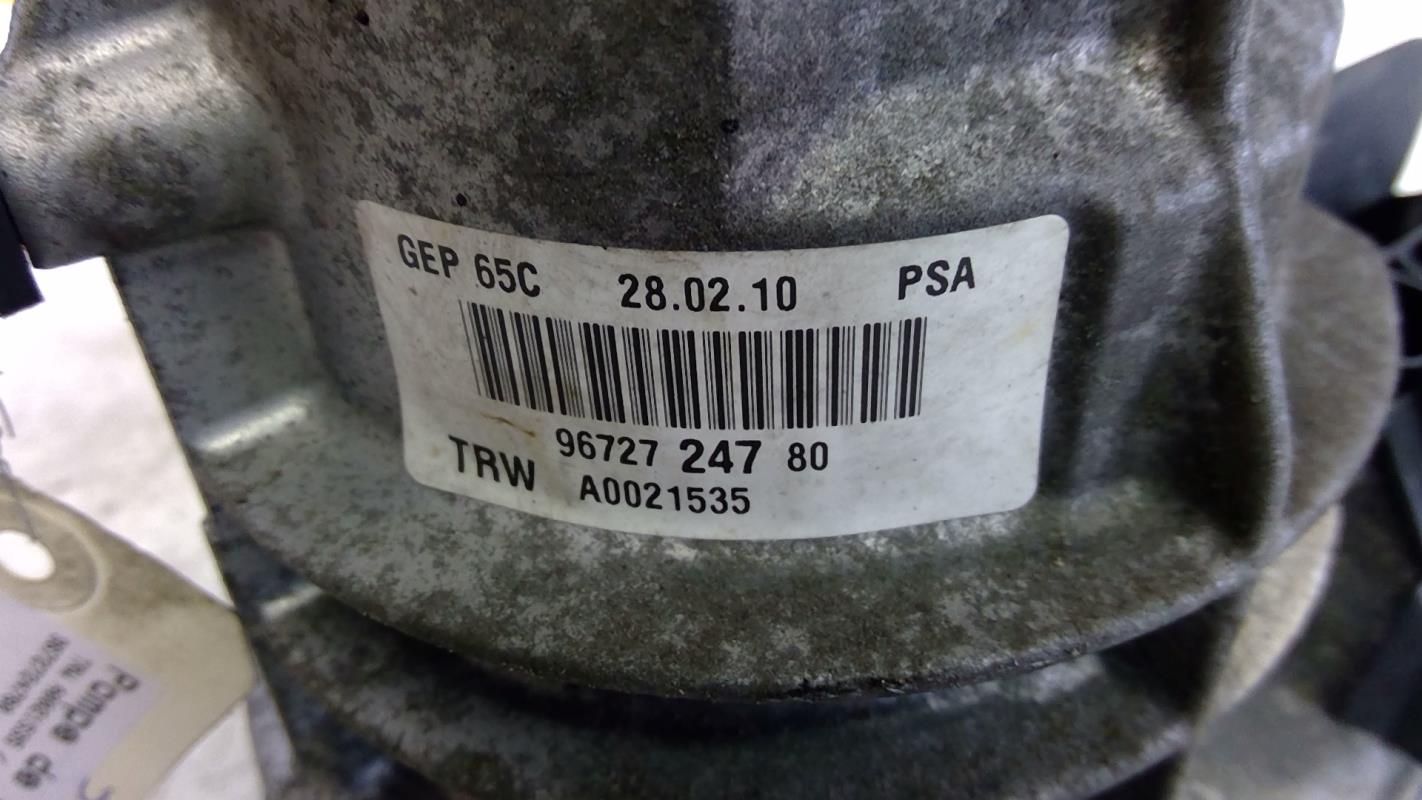 GEP 65C 28.02.10 PSA
96727 247 80
TRW A0021535
Pompa de